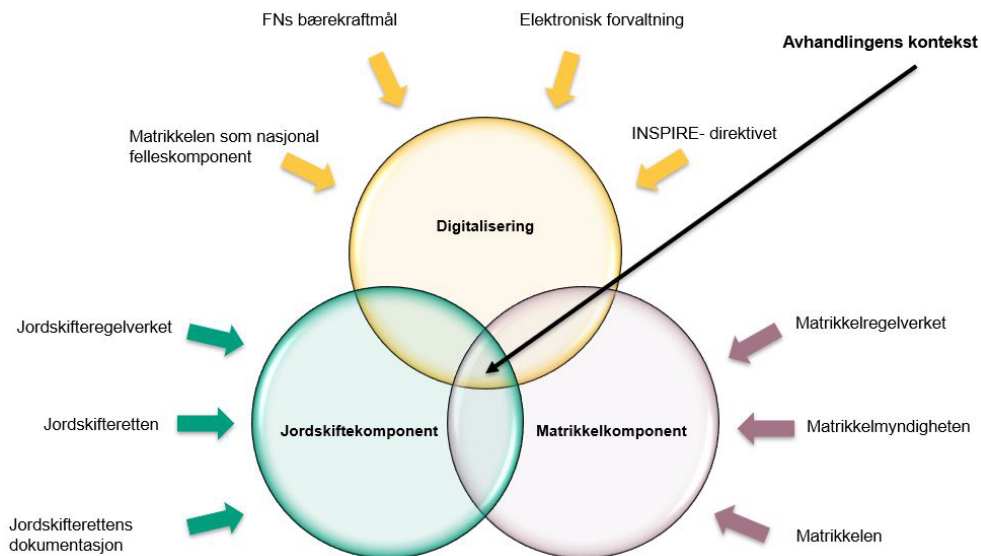 FNs bærekraftmål
Elektronisk forvaltning
Avhandlingens kontekst
Matrikkelen som nasjonal
felleskomponent
INSPIRE- direktivet
Digitalisering
Jordskifteregelverket
Matrikkelregelverket
Jordskifteretten
Jordskiftekomponent
Matrikkelkomponent
Matrikkelmyndigheten
Jordskifterettens
dokumentasjon
Matrikkelen